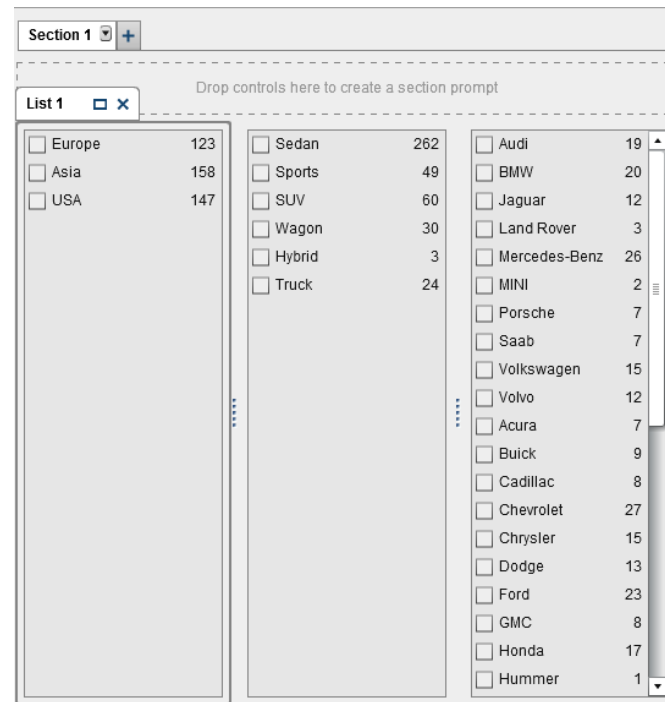 Section 1
Drop controls here to create a section prompt
List 1
Europe 123
Asia 158
USA 147
Sedan 262
Sports 49
SUV 60
Wagon 30
Hybrid 3
Truck 24
Audi 19
BMW 20
Jaguar 12
Land Rover 3
Mercedes-Benz 26
MINI 2
Porsche 7
Saab 7
Volkswagen 15
Volvo 12
Acura 7
Buick 9
Cadillac 8
Chevrolet 27
Chrysler 15
Dodge 13
Ford 23
GMC 8
Honda 17
Hummer 1